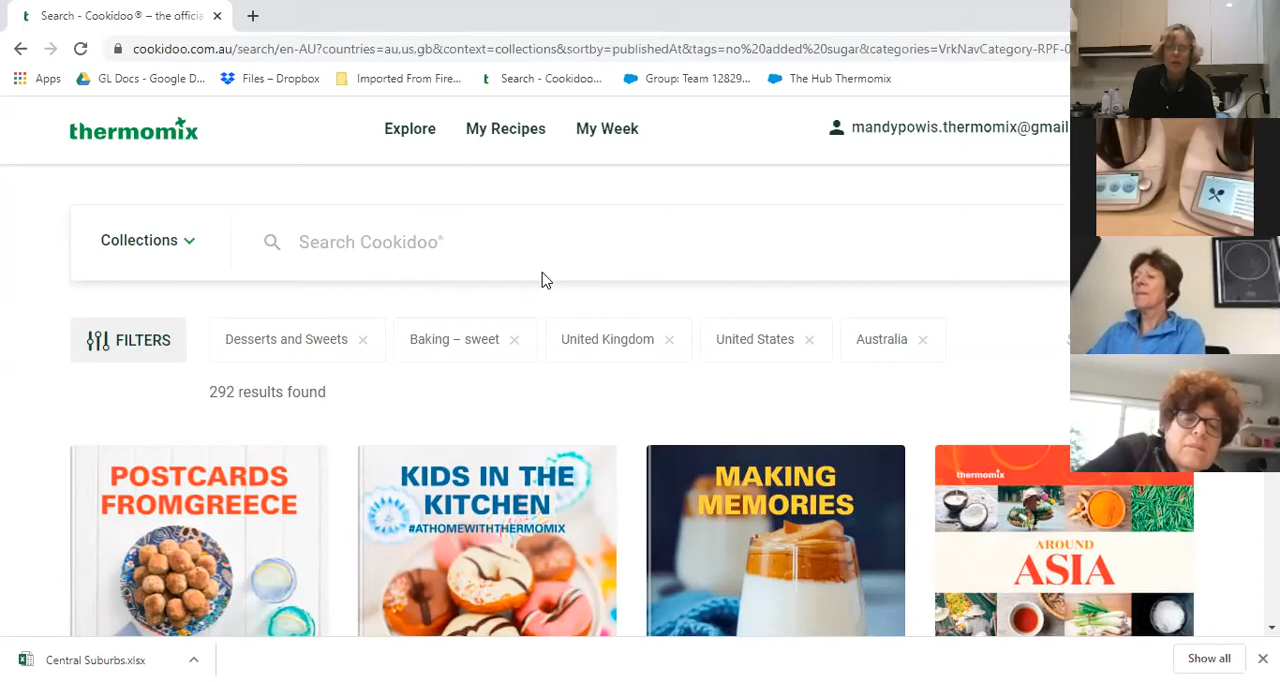 t Search - Cookidoo® – the officia
cookidoo.com.au/search/en-AU?countries=au,us,gb&context=collections&sortby=publishedAt&tags=no%20added%20sugar&categories=VrkNavCategory-RPF-0
Apps GL Docs - Google D... Files – Dropbox Imported From Fire... t Search - Cookidoo... Group: Team 12829... The Hub Thermomix
thermomix Explore My Recipes My Week mandypowis.thermomix@gmail
Collections Search Cookidoo®
FILTERS Desserts and Sweets Baking – sweet United Kingdom United States Australia
292 results found
POSTCARDS
FROMGREECE
KIDS IN THE
KITCHEN
#ATHOMEWITHTHERMOMIX
MAKING
MEMORIES
thermomix
AROUND
ASIA
Central Suburbs.xlsx Show all